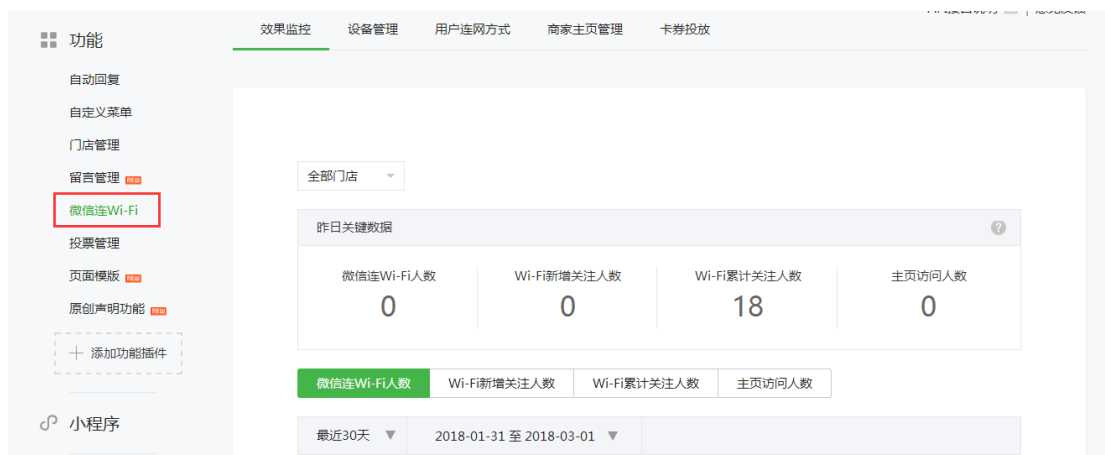 功能
自动回复
自定义菜单
门店管理
留言管理
微信连Wi-Fi
投票管理
页面模版
原创声明功能
添加功能插件
小程序
效果监控 设备管理 用户连网方式 商家主页管理 卡券投放
全部门店
昨日关键数据
微信连Wi-Fi人数 Wi-Fi新增关注人数 Wi-Fi累计关注人数 主页访问人数
0 0 18 0
微信连Wi-Fi人数 Wi-Fi新增关注人数 Wi-Fi累计关注人数 主页访问人数
最近30天 2018-01-31 至 2018-03-01